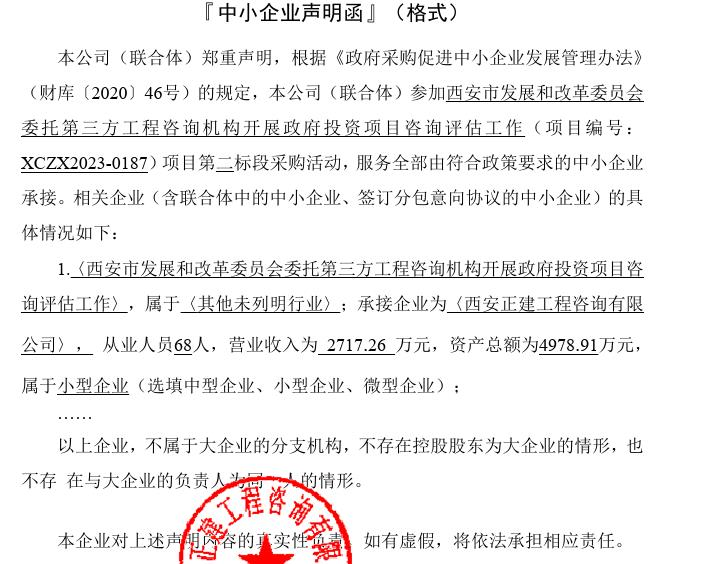 『中小企业声明函』（格式）
本公司（联合体）郑重声明，根据《政府采购促进中小企业发展管理办法》
（财库〔2020〕46号）的规定，本公司（联合体）参加西安市发展和改革委员会
委托第三方工程咨询机构开展政府投资项目咨询评估工作（项目编号：
XCZX2023-0187）项目第二标段采购活动，服务全部由符合政策要求的中小企业
承接。相关企业（含联合体中的中小企业、签订分包意向协议的中小企业）的具
体情况如下：
1.〈西安市发展和改革委员会委托第三方工程咨询机构开展政府投资项目咨
询评估工作〉，属于〈其他未列明行业〉；承接企业为〈西安正建工程咨询有限
公司〉， 从业人员68人，营业收入为 2717.26 万元，资产总额为4978.91万元，
属于小型企业（选填中型企业、小型企业、微型企业）；
……
以上企业，不属于大企业的分支机构，不存在控股股东为大企业的情形，也
不存 在与大企业的负责人为同一人的情形。
本企业对上述声明内容的真实性负责。如有虚假，将依法承担相应责任。
正建工程咨询有限